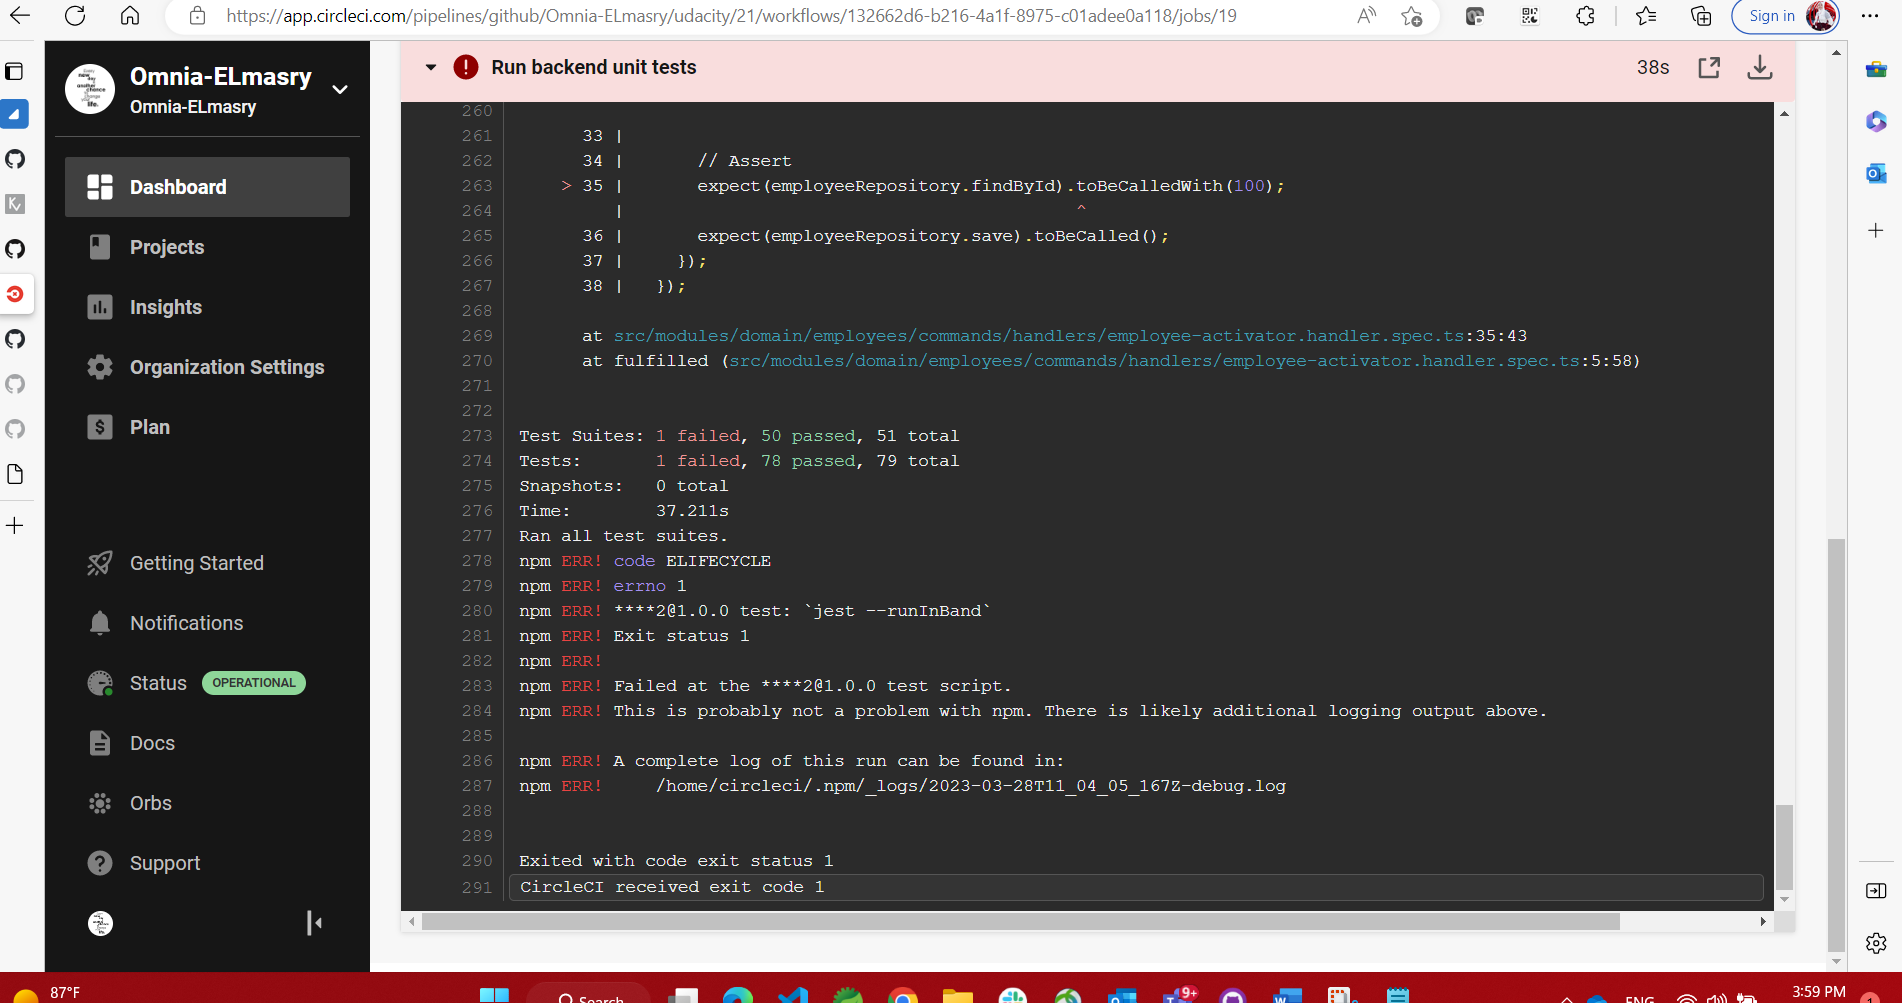 https://app.circleci.com/pipelines/github/Omnia-ELmasry/udacity/21/workflows/132662d6-b216-4a1f-8975-c01adee0a118/jobs/19
Sign in
Omnia-ELmasry
Omnia-ELmasry
Dashboard
Projects
Insights
Organization Settings
Plan
Getting Started
Notifications
Status OPERATIONAL
Docs
Orbs
Support
Run backend unit tests 38s
260
261 33 |
262 34 | // Assert
263 > 35 | expect(employeeRepository.findById).toBeCalledWith(100);
264 | ^
265 36 | expect(employeeRepository.save).toBeCalled();
266 37 | });
267 38 | });
268
269 at src/modules/domain/employees/commands/handlers/employee-activator.handler.spec.ts:35:43
270 at fulfilled (src/modules/domain/employees/commands/handlers/employee-activator.handler.spec.ts:5:58)
271
272
273 Test Suites: 1 failed, 50 passed, 51 total
274 Tests: 1 failed, 78 passed, 79 total
275 Snapshots: 0 total
276 Time: 37.211s
277 Ran all test suites.
278 npm ERR! code ELIFECYCLE
279 npm ERR! errno 1
280 npm ERR! ****2@1.0.0 test: `jest --runInBand`
281 npm ERR! Exit status 1
282 npm ERR!
283 npm ERR! Failed at the ****2@1.0.0 test script.
284 npm ERR! This is probably not a problem with npm. There is likely additional logging output above.
285
286 npm ERR! A complete log of this run can be found in:
287 npm ERR! /home/circleci/.npm/_logs/2023-03-28T11_04_05_167Z-debug.log
288
289
290 Exited with code exit status 1
291 CircleCI received exit code 1
87°F
Search
9+
ENG
3:59 PM